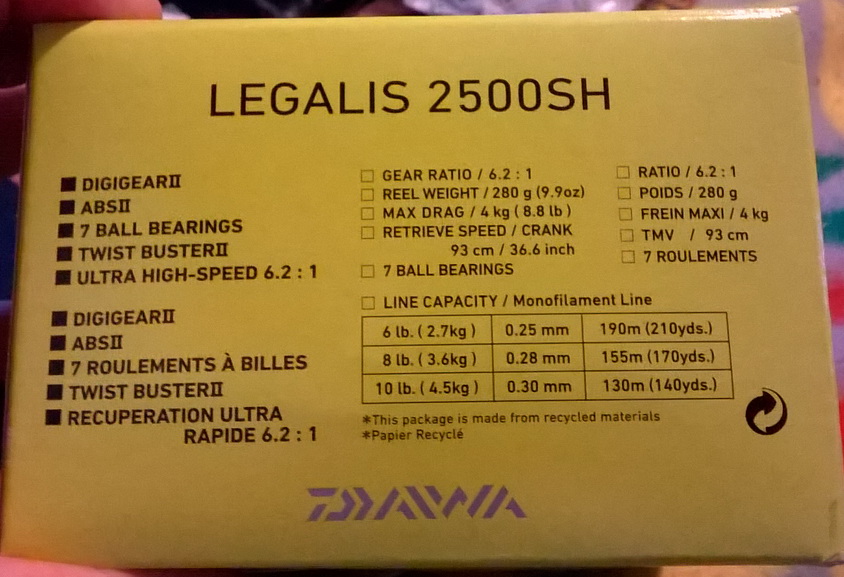 LEGALIS 2500SH
■ DIGIGEARII
■ ABSII
■ 7 BALL BEARINGS
■ TWIST BUSTERII
■ ULTRA HIGH-SPEED 6.2 : 1
■ DIGIGEARII
■ ABSII
■ 7 ROULEMENTS À BILLES
■ TWIST BUSTERII
■ RECUPERATION ULTRA
RAPIDE 6.2 : 1
□ GEAR RATIO / 6.2 : 1
□ REEL WEIGHT / 280 g (9.9oz)
□ MAX DRAG / 4 kg ( 8.8 lb )
□ RETRIEVE SPEED / CRANK
93 cm / 36.6 inch
□ 7 BALL BEARINGS
□ RATIO / 6.2 : 1
□ POIDS / 280 g
□ FREIN MAXI / 4 kg
□ TMV / 93 cm
□ 7 ROULEMENTS
□ LINE CAPACITY / Monofilament Line
6 lb. ( 2.7kg ) 0.25 mm 190m (210yds.)
8 lb. ( 3.6kg ) 0.28 mm 155m (170yds.)
10 lb. ( 4.5kg ) 0.30 mm 130m (140yds.)
*This package is made from recycled materials
*Papier Recyclé
DAIWA